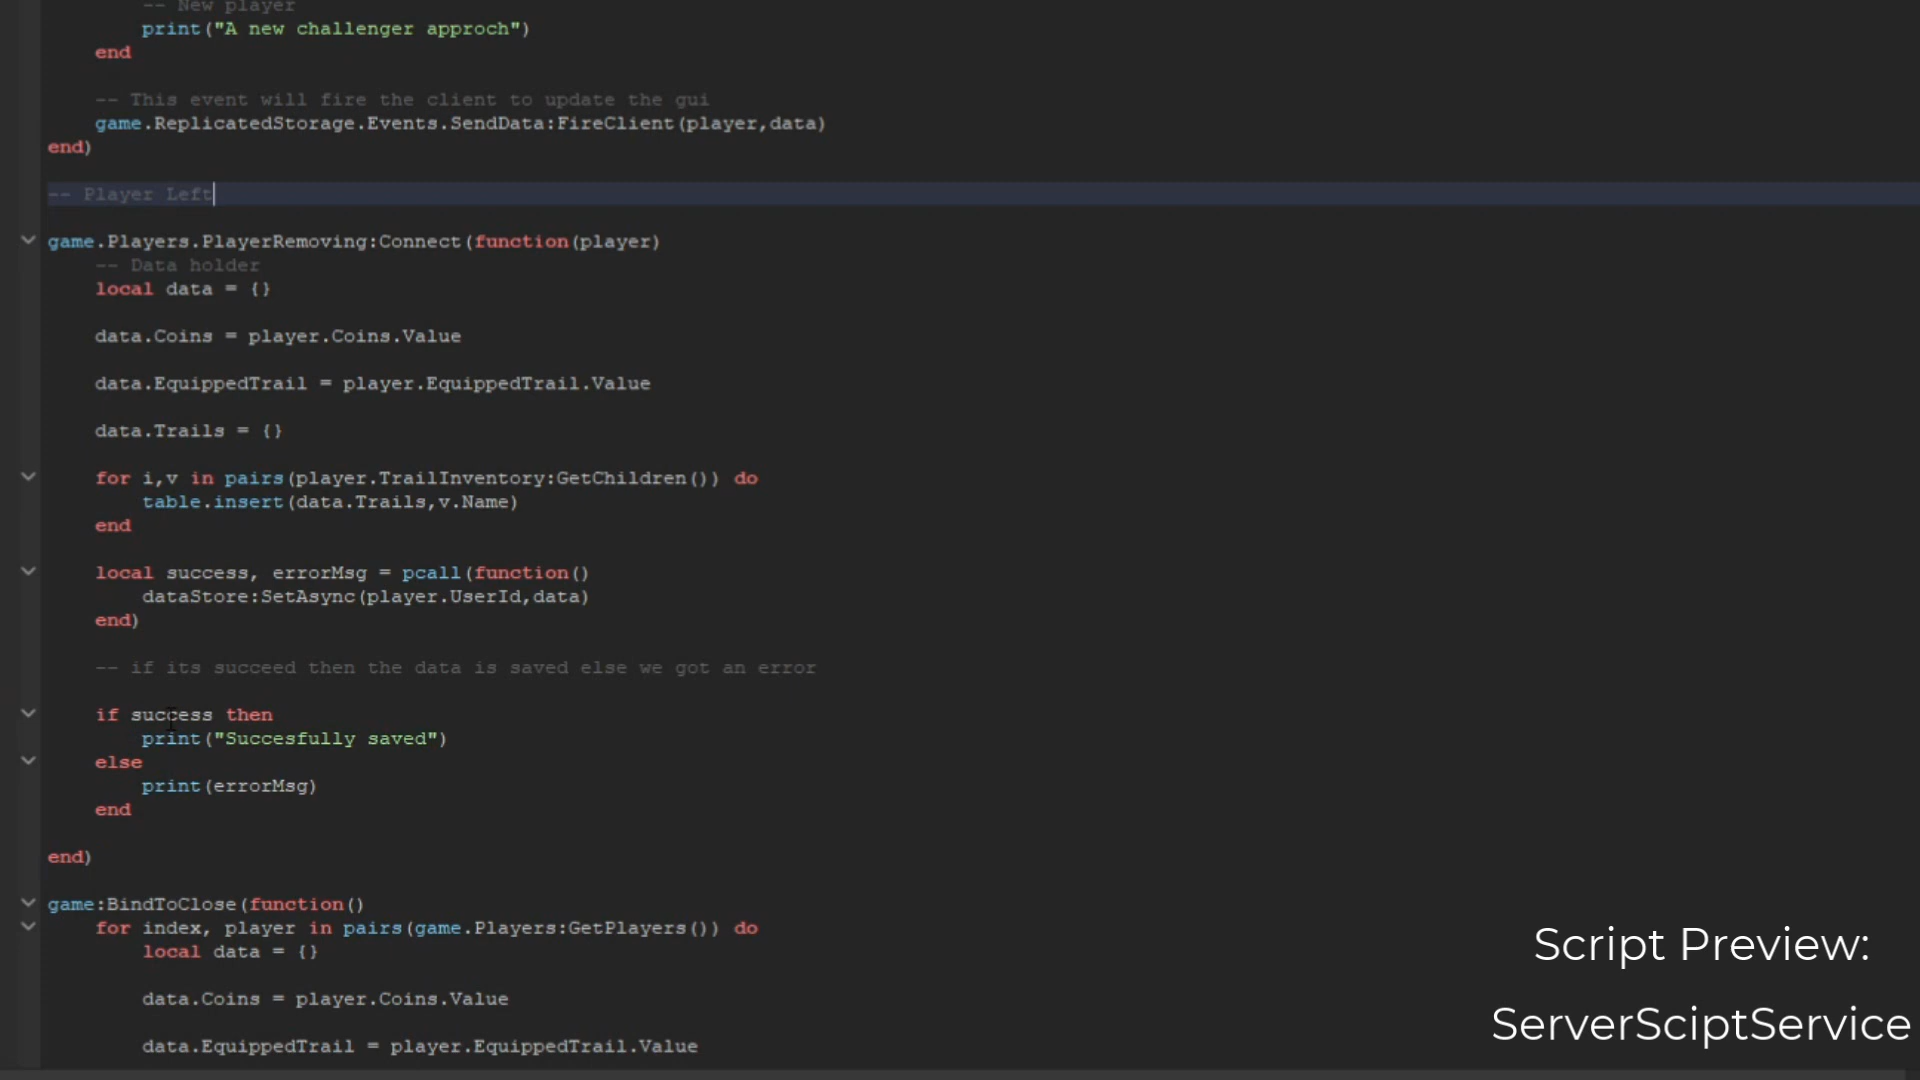 -- New player
print("A new challenger approch")
end
-- This event will fire the client to update the gui
game.ReplicatedStorage.Events.SendData:FireClient(player,data)
end)
-- Player Left
game.Players.PlayerRemoving:Connect(function(player)
-- Data holder
local data = {}
data.Coins = player.Coins.Value
data.EquippedTrail = player.EquippedTrail.Value
data.Trails = {}
for i,v in pairs(player.TrailInventory:GetChildren()) do
table.insert(data.Trails,v.Name)
end
local success, errorMsg = pcall(function()
dataStore:SetAsync(player.UserId,data)
end)
-- if its succeed then the data is saved else we got an error
if success then
print("Succesfully saved")
else
print(errorMsg)
end
end)
game:BindToClose(function()
for index, player in pairs(game.Players:GetPlayers()) do
local data = {}
data.Coins = player.Coins.Value
data.EquippedTrail = player.EquippedTrail.Value
Script Preview:
ServerSciptService